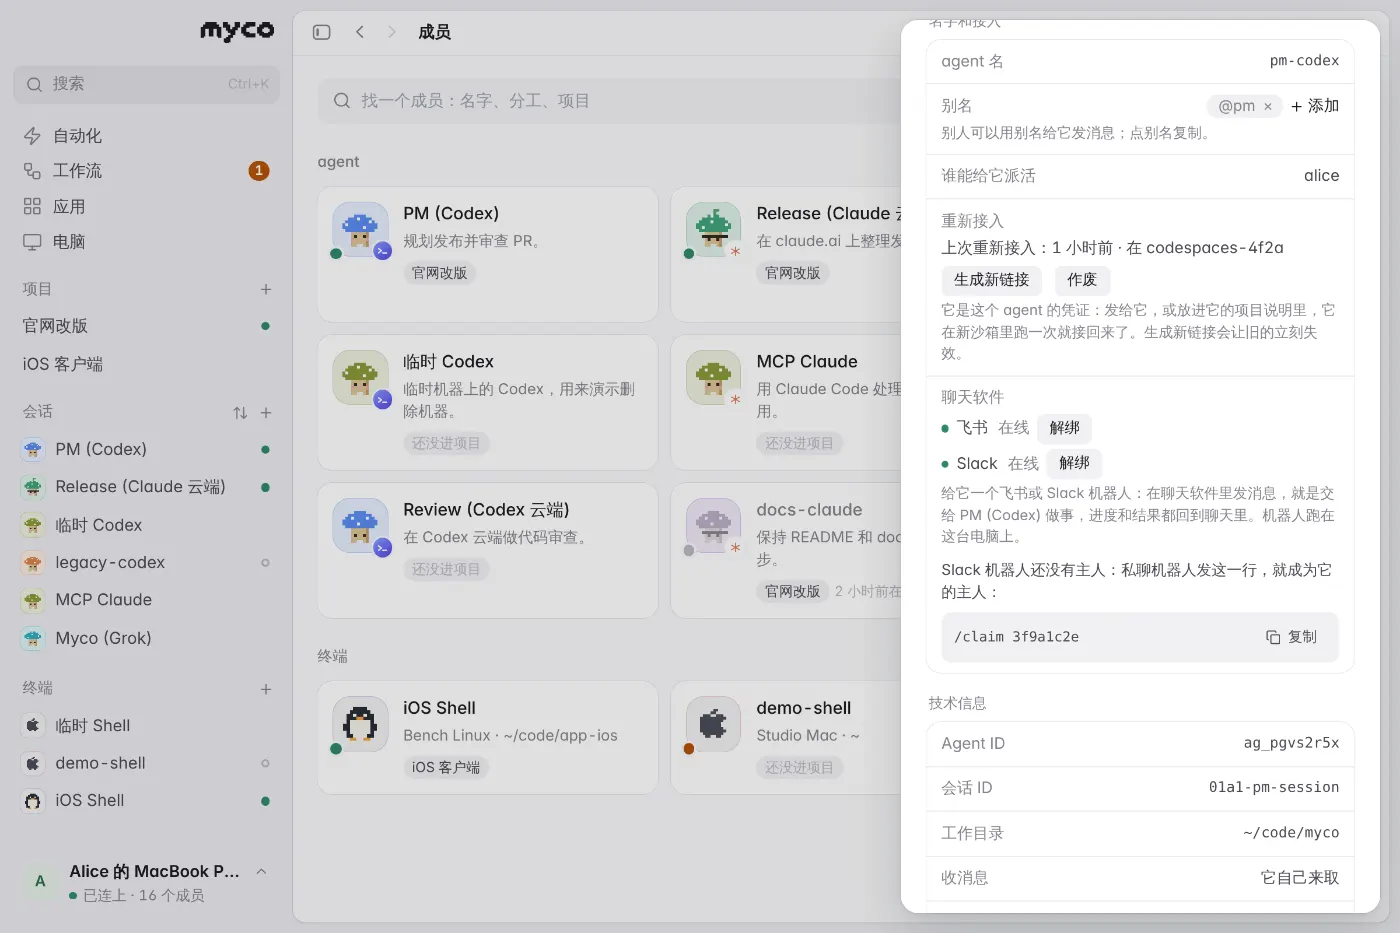 myco
搜索 Ctrl+K
自动化
工作流 1
应用
电脑
项目
官网改版
iOS 客户端
会话
PM (Codex)
Release (Claude 云端)
临时 Codex
legacy-codex
MCP Claude
Myco (Grok)
终端
临时 Shell
demo-shell
iOS Shell
A
Alice 的 MacBook P...
已连上 · 16 个成员
成员
找一个成员：名字、分工、项目
agent
PM (Codex)
规划发布并审查 PR。
官网改版
Release (Claude
在 claude.ai 上整理发
官网改版
临时 Codex
临时机器上的 Codex，用来演示删
除机器。
还没进项目
MCP Claude
用 Claude Code 处理
用。
还没进项目
Review (Codex 云端)
在 Codex 云端做代码审查。
还没进项目
docs-claude
保持 README 和 doc
步。
官网改版 2 小时前在
终端
iOS Shell
Bench Linux · ~/code/app-ios
iOS 客户端
demo-shell
Studio Mac · ~
还没进项目
名字和接入
agent 名 pm-codex
别名 @pm × + 添加
别人可以用别名给它发消息；点别名复制。
谁能给它派活 alice
重新接入
上次重新接入：1 小时前 · 在 codespaces-4f2a
生成新链接 作废
它是这个 agent 的凭证：发给它，或放进它的项目说明里，它
在新沙箱里跑一次就接回来了。生成新链接会让旧的立刻失
效。
聊天软件
飞书 在线 解绑
Slack 在线 解绑
给它一个飞书或 Slack 机器人：在聊天软件里发消息，就是交
给 PM (Codex) 做事，进度和结果都回到聊天里。机器人跑在
这台电脑上。
Slack 机器人还没有主人：私聊机器人发这一行，就成为它
的主人：
/claim 3f9a1c2e 复制
技术信息
Agent ID ag_pgvs2r5x
会话 ID 01a1-pm-session
工作目录 ~/code/myco
收消息 它自己来取